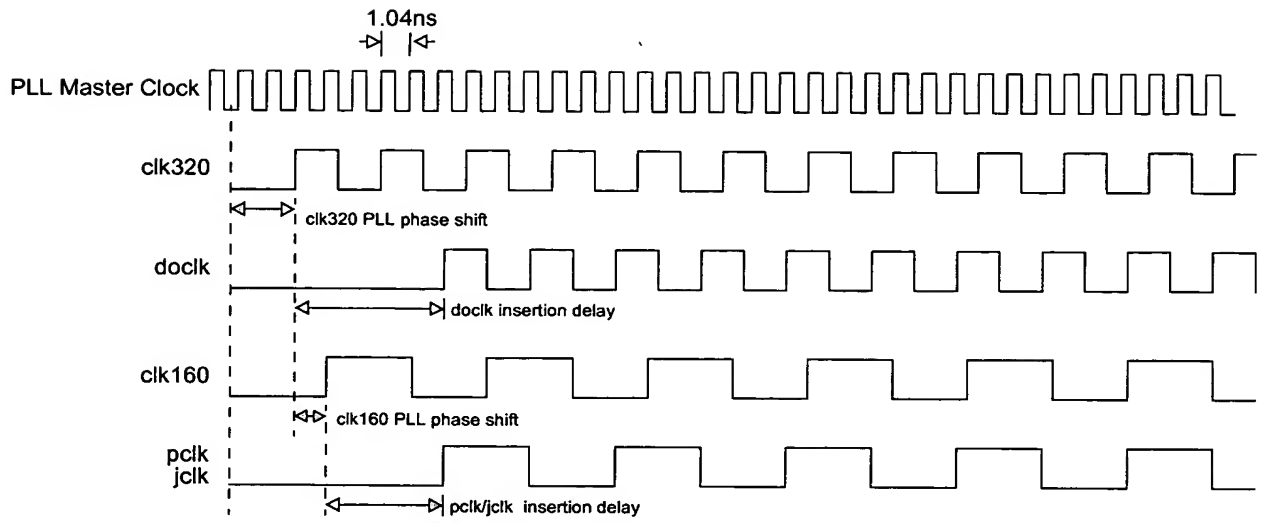 1.04ns
PLL Master Clock
clk320
clk320 PLL phase shift
doclk
doclk insertion delay
clk160
clk160 PLL phase shift
pclk
jclk
pclk/jclk insertion delay